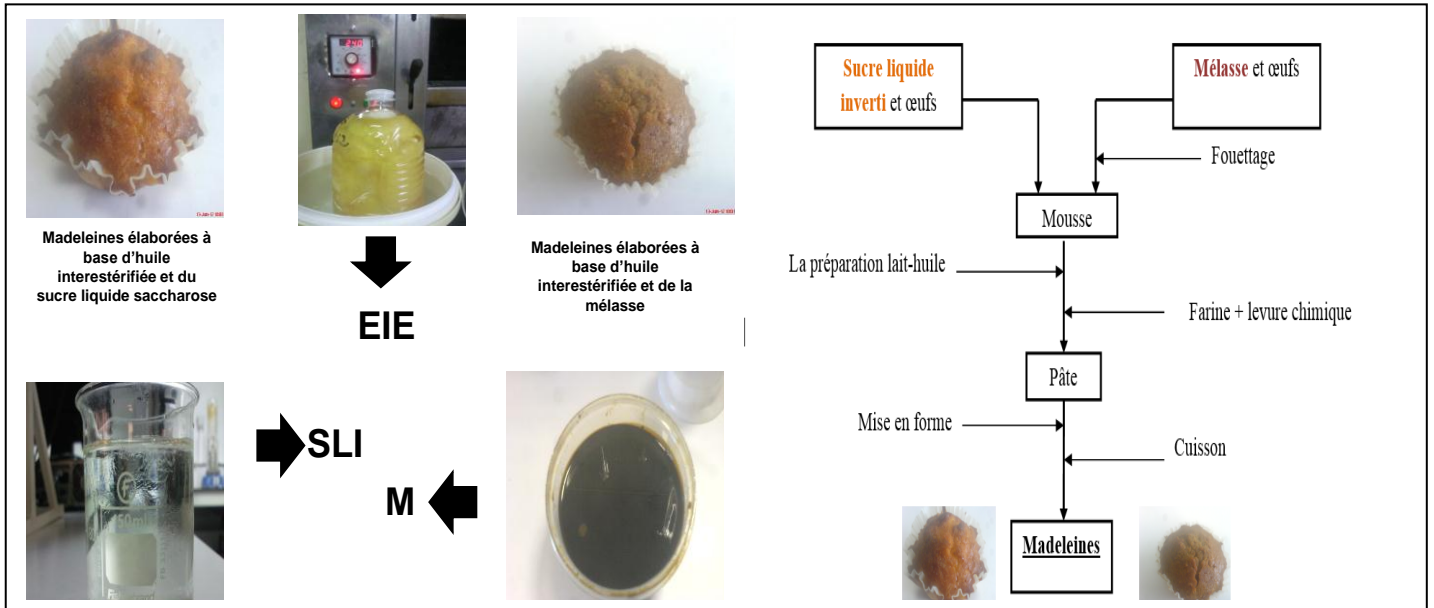 Madeleines élaborées à
base d'huile
interestérifiée et du
sucre liquide saccharose
EIE
Madeleines élaborées à
base d'huile
interestérifiée et de la
mélasse
SLI
M
Sucre liquide
inverti et œufs
Mélasse et œufs
Fouettage
Mousse
La préparation lait-huile
Farine + levure chimique
Pâte
Mise en forme
Cuisson
Madeleines